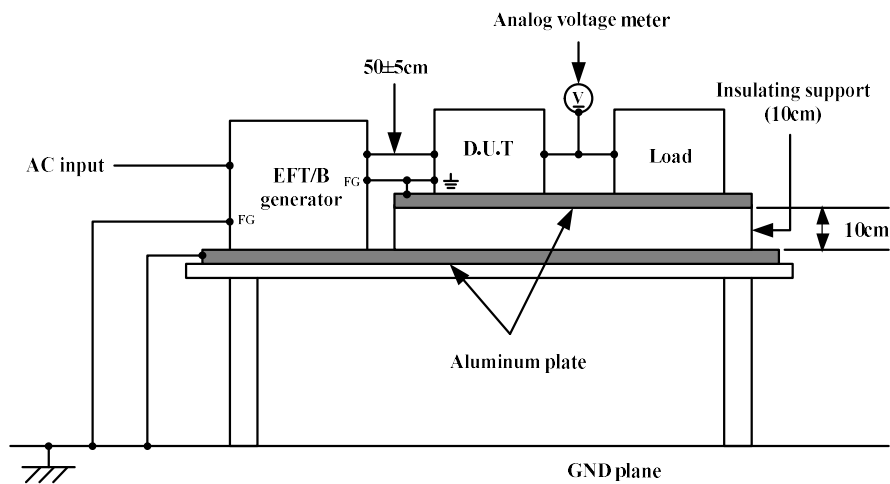 Analog voltage meter
50±5cm
Insulating support
(10cm)
V
D.U.T
Load
EFT/B
generator
FG
AC input
FG
10cm
Aluminum plate
GND plane